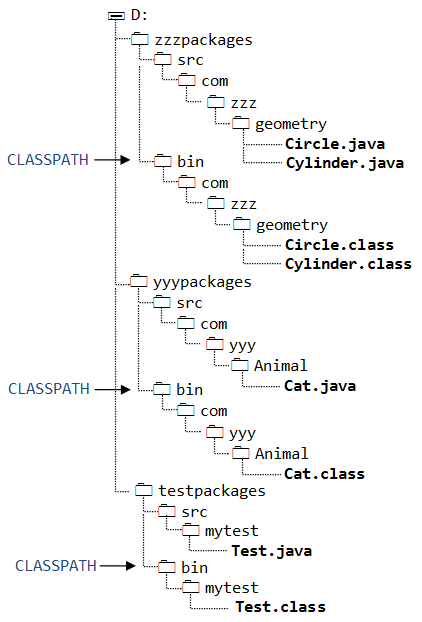 D:
zzzpackages
src
com
zzz
geometry
Circle.java
CLASSPATH bin Cylinder.java
com
zzz
geometry
Circle.class
Cylinder.class
yyypackages
src
com
yyy
Animal
Cat.java
CLASSPATH bin
com
yyy
Animal
Cat.class
testpackages
src
mytest
Test.java
CLASSPATH bin
mytest
Test.class